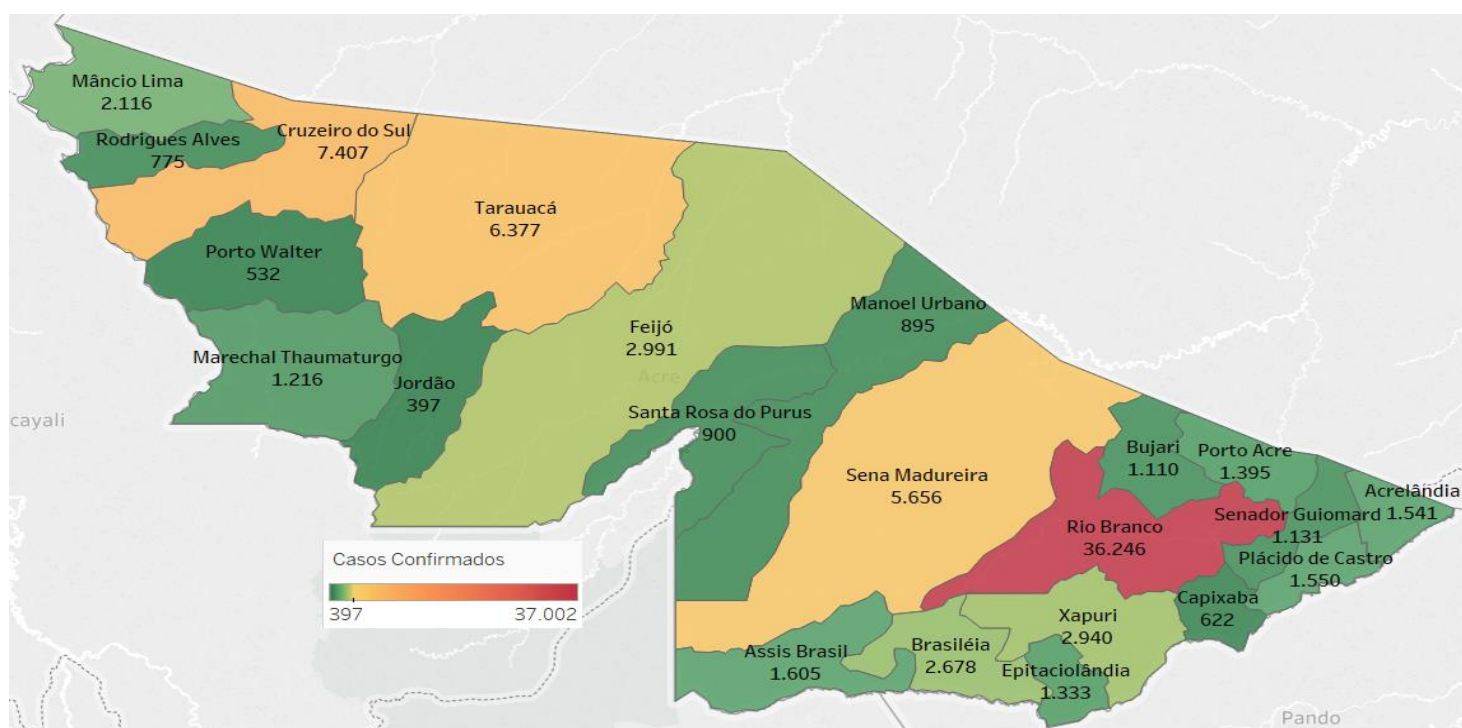 Mâncio Lima
2.116
Rodrigues Alves
775
Cruzeiro do Sul
7.407
Tarauacá
6.377
Porto Walter
532
Marechal Thaumaturgo
1.216
Jordão
397
Feijó
2.991
Acre
Manoel Urbano
895
Santa Rosa do Purus
900
cayali
Sena Madureira
5.656
Bujari
1.110
Porto Acre
1.395
Acrelândia
1.541
Senador Guiomard
1.131
Rio Branco
36.246
Plácido de Castro
1.550
Capixaba
622
Xapuri
2.940
Brasiléia
2.678
Assis Brasil
1.605
Epitaciolândia
1.333
Casos Confirmados
397 37.002
Pando